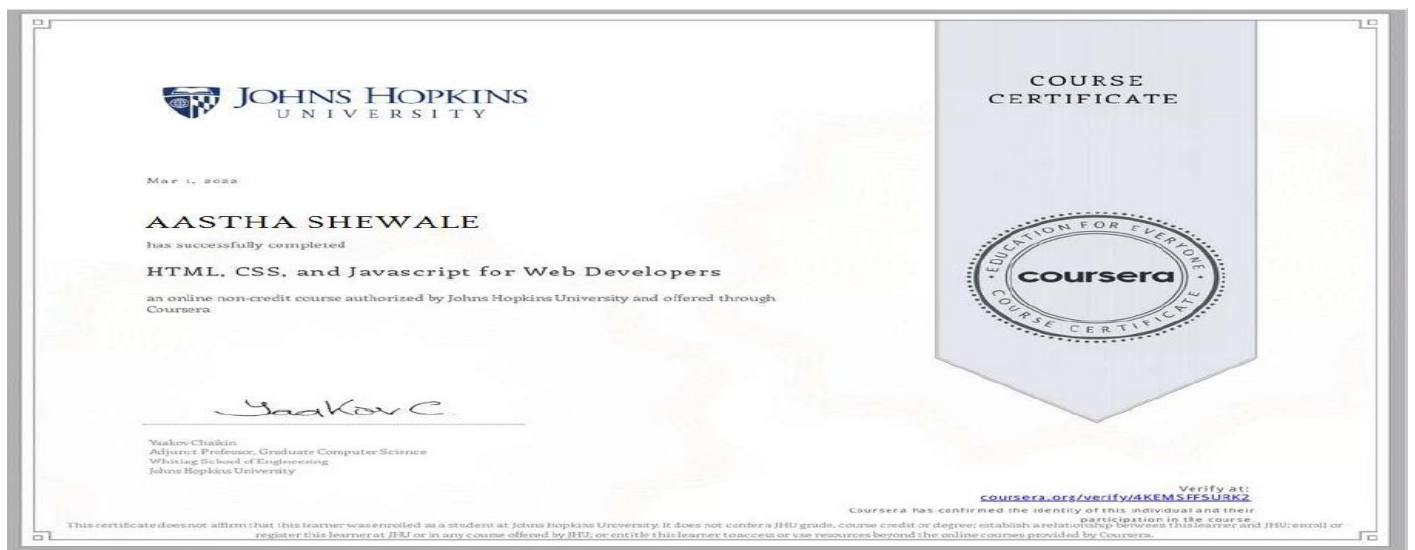 JOHNS HOPKINS
UNIVERSITY
Mar 1, 2022
AASTHA SHEWALE
has successfully completed
HTML, CSS, and Javascript for Web Developers
an online non-credit course authorized by Johns Hopkins University and offered through
Coursera
Yaakov C
Yaakov Chaikin
Adjunct Professor, Graduate Computer Science
Whiting School of Engineering
Johns Hopkins University
COURSE
CERTIFICATE
EDUCATION FOR EVERYONE
coursera
COURSE CERTIFICATE
Verify at:
coursera.org/verify/4KEMSFFSURK2
Coursera has confirmed the identity of this individual and their
participation in the course.
This certificate does not affirm that this learner was enrolled as a student at Johns Hopkins University. It does not confer a JHU grade, course credit or degree; establish a relationship between this learner and JHU; enroll or
register this learner at JHU or in any course offered by JHU; or entitle this learner to access or use resources beyond the online courses provided by Coursera.